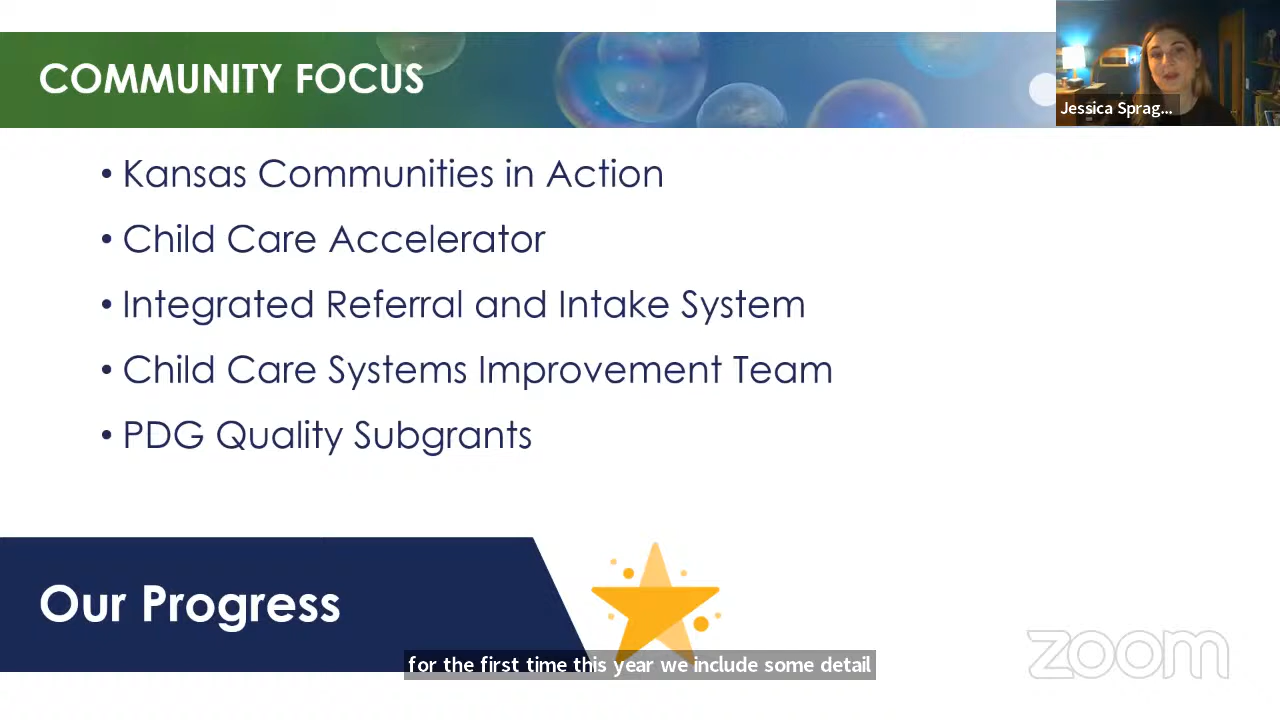 COMMUNITY FOCUS
Jessica Sprag...
• Kansas Communities in Action
• Child Care Accelerator
• Integrated Referral and Intake System
• Child Care Systems Improvement Team
• PDG Quality Subgrants
Our Progress
for the first time this year we include some detail
zoom